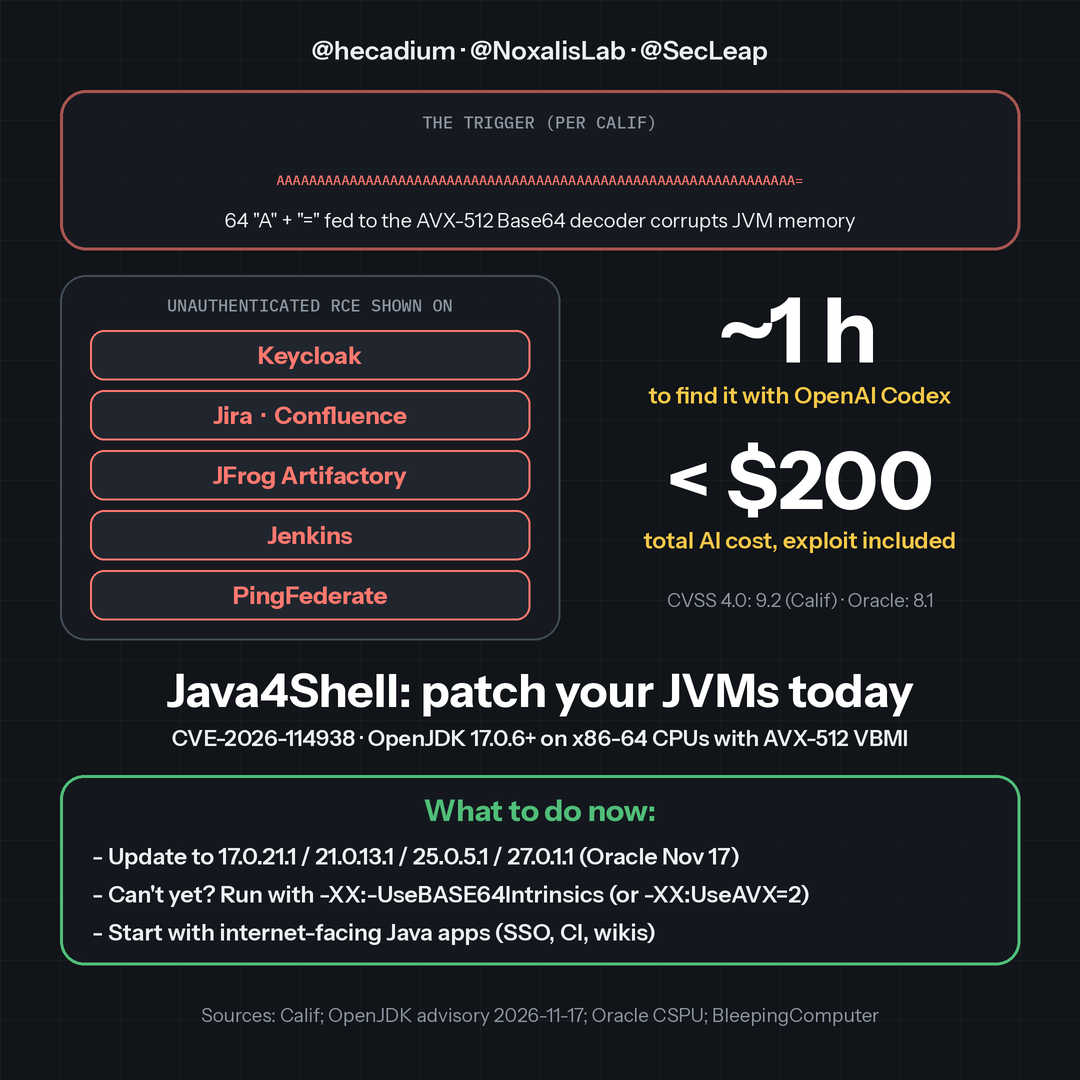 @hecadium · @NoxalisLab · @SecLeap
THE TRIGGER (PER CALIF)
AAAAAAAAAAAAAAAAAAAAAAAAAAAAAAAAAAAAAAAAAAAAAAAAAAAAAAAAAAAAAAAA=
64 "A" + "=" fed to the AVX-512 Base64 decoder corrupts JVM memory
UNAUTHENTICATED RCE SHOWN ON
Keycloak
Jira · Confluence
JFrog Artifactory
Jenkins
PingFederate
~1 h
to find it with OpenAI Codex
< $200
total AI cost, exploit included
CVSS 4.0: 9.2 (Calif) · Oracle: 8.1
Java4Shell: patch your JVMs today
CVE-2026-114938 · OpenJDK 17.0.6+ on x86-64 CPUs with AVX-512 VBMI
What to do now:
- Update to 17.0.21.1 / 21.0.13.1 / 25.0.5.1 / 27.0.1.1 (Oracle Nov 17)
- Can't yet? Run with -XX:-UseBASE64Intrinsics (or -XX:UseAVX=2)
- Start with internet-facing Java apps (SSO, CI, wikis)
Sources: Calif; OpenJDK advisory 2026-11-17; Oracle CSPU; BleepingComputer